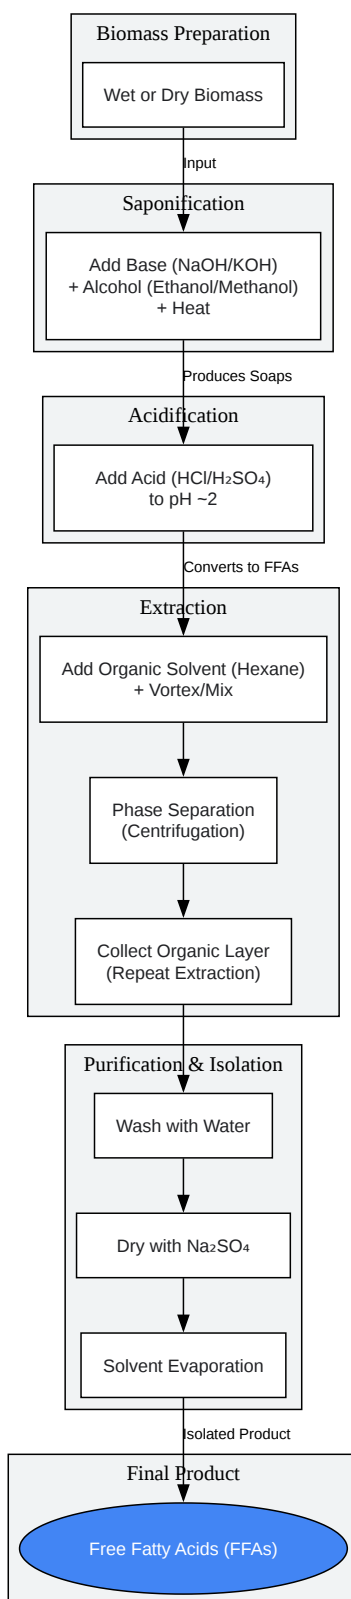 Biomass Preparation
Wet or Dry Biomass
Input
Saponification
Add Base (NaOH/KOH)
+ Alcohol (Ethanol/Methanol)
+ Heat
Produces Soaps
Acidification
Add Acid (HCl/H₂SO₄)
to pH ~2
Converts to FFAs
Extraction
Add Organic Solvent (Hexane)
+ Vortex/Mix
Phase Separation
(Centrifugation)
Collect Organic Layer
(Repeat Extraction)
Purification & Isolation
Wash with Water
Dry with Na₂SO₄
Solvent Evaporation
Isolated Product
Final Product
Free Fatty Acids (FFAs)